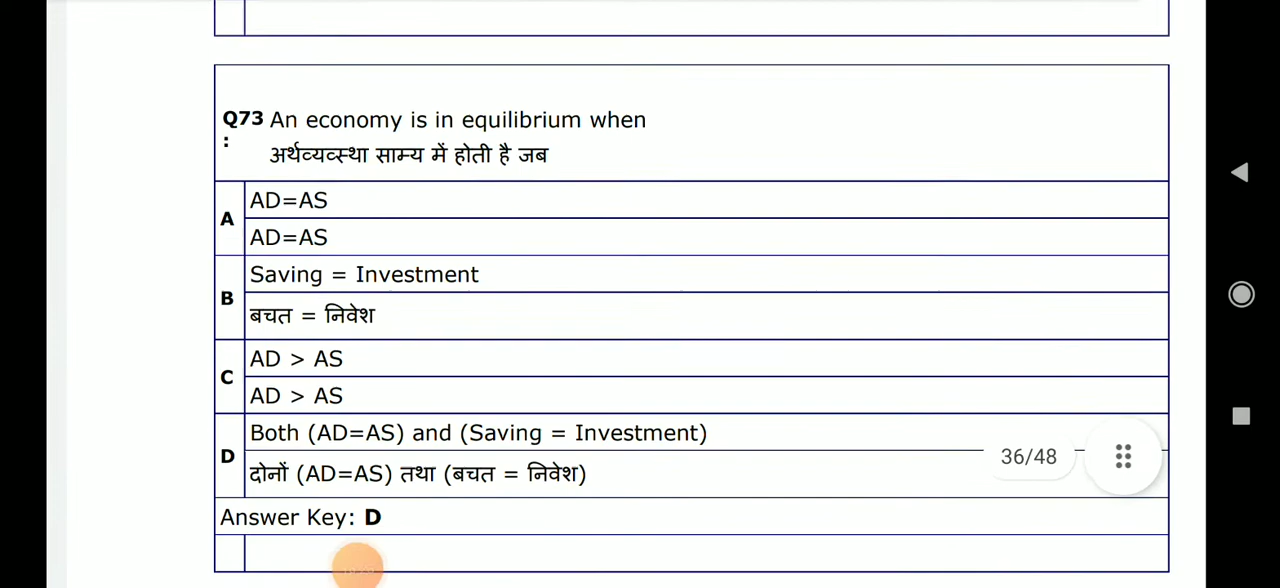 Q73 An economy is in equilibrium when
:
अर्थव्यव्स्था साम्य में होती है जब
A
AD=AS
AD=AS
B
Saving = Investment
बचत = निवेश
C
AD > AS
AD > AS
D
Both (AD=AS) and (Saving = Investment)
दोनों (AD=AS) तथा (बचत = निवेश)
36/48
Answer Key: D